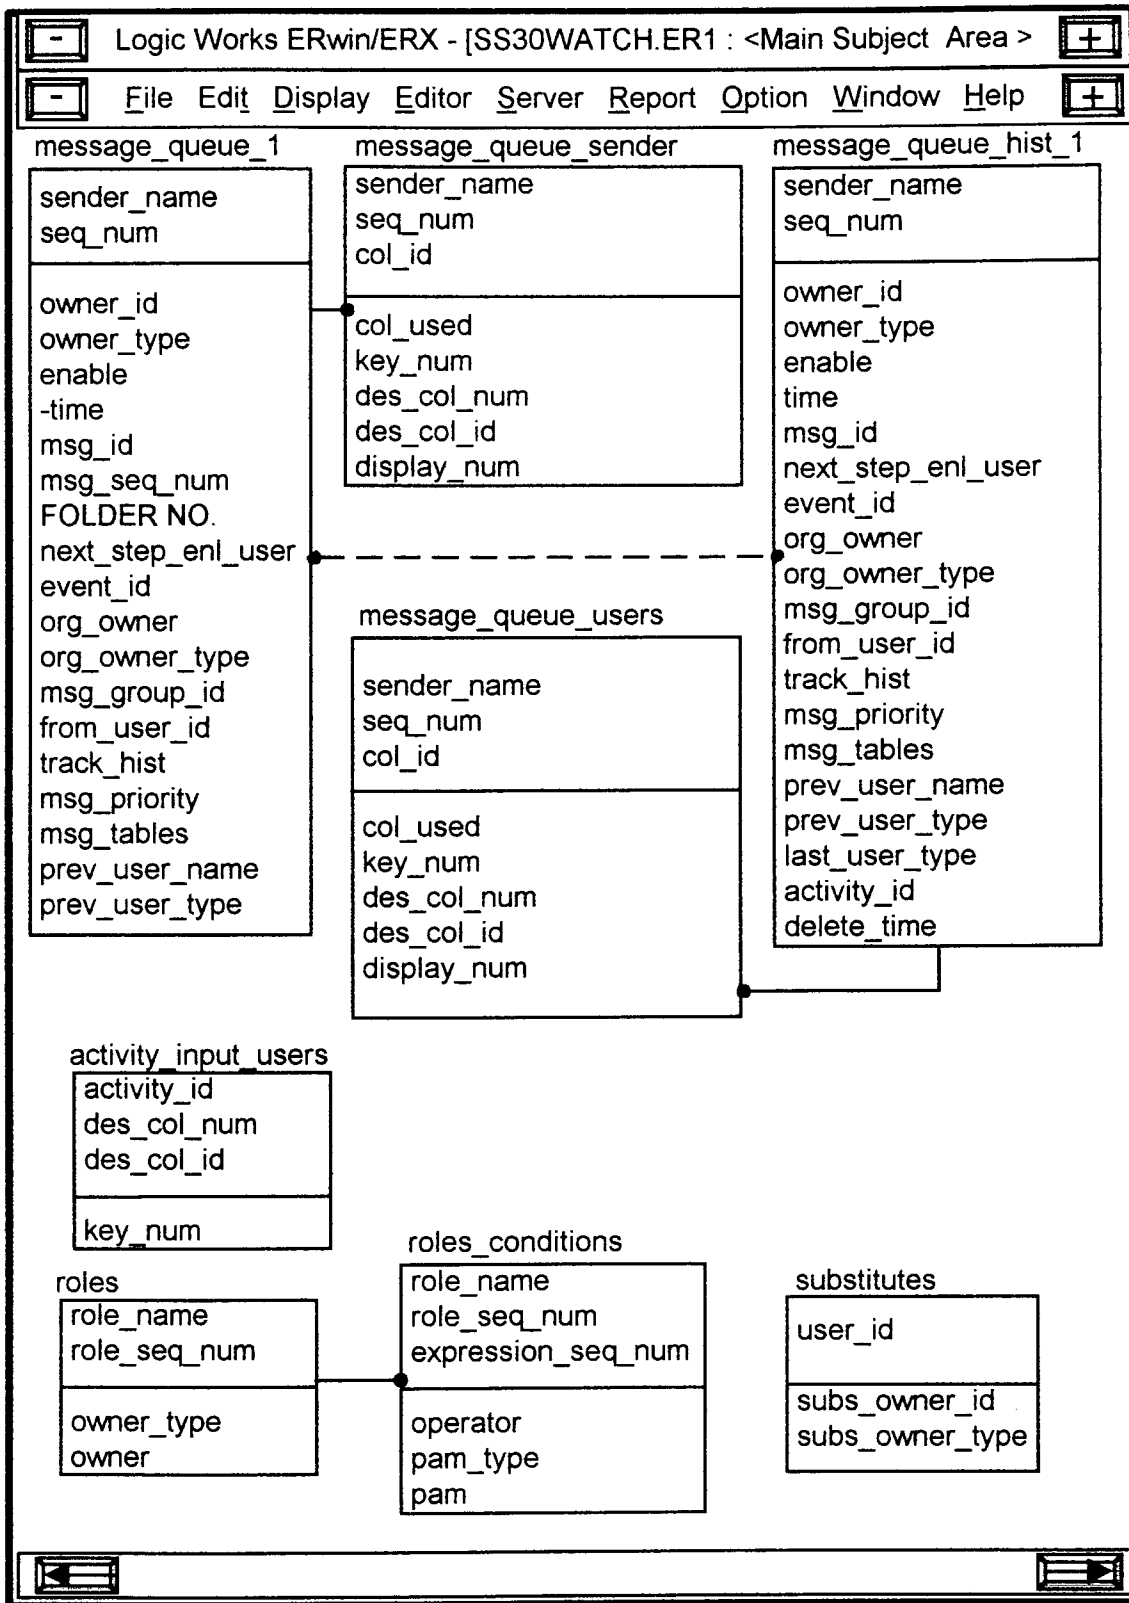 Logic Works ERwin/ERX - [SS30WATCH.ER1 : <Main Subject Area >
File Edit Display Editor Server Report Option Window Help
message_queue_1
sender_name
seq_num
owner_id
owner_type
enable
-time
msg_id
msg_seq_num
FOLDER NO.
next_step_enl_user
event_id
org_owner
org_owner_type
msg_group_id
from_user_id
track_hist
msg_priority
msg_tables
prev_user_name
prev_user_type
message_queue_sender
sender_name
seq_num
col_id
col_used
key_num
des_col_num
des_col_id
display_num
message_queue_hist_1
sender_name
seq_num
owner_id
owner_type
enable
time
msg_id
next_step_enl_user
event_id
org_owner
org_owner_type
msg_group_id
from_user_id
track_hist
msg_priority
msg_tables
prev_user_name
prev_user_type
last_user_type
activity_id
delete_time
message_queue_users
sender_name
seq_num
col_id
col_used
key_num
des_col_num
des_col_id
display_num
activity_input_users
activity_id
des_col_num
des_col_id
key_num
roles
role_name
role_seq_num
owner_type
owner
roles_conditions
role_name
role_seq_num
expression_seq_num
operator
pam_type
pam
substitutes
user_id
subs_owner_id
subs_owner_type